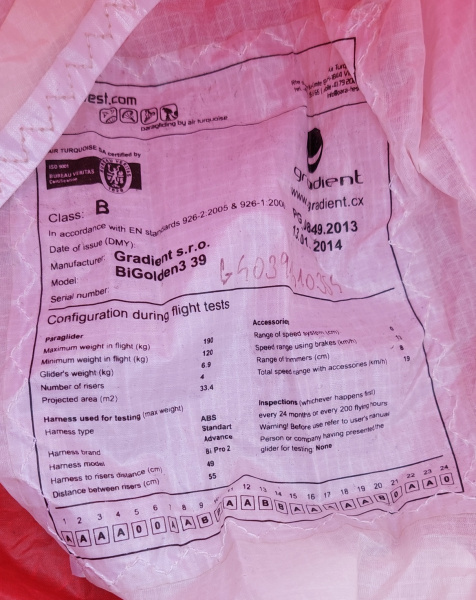 est.com
paragliding by air turquoise
AIR TURQUOISE SA certified by
ISO 9001
BUREAU VERITAS
Certification
gradient
www.gradient.cx
Class: B
In accordance with EN standards 926-2:2005 & 926-1:200
PG 849.2013
Date of issue (DMY): 13.01.2014
Manufacturer: Gradient s.r.o.
Model: BiGolden3 39
Serial number:
Configuration during flight tests
Paraglider
Maximum weight in flight (kg) 190
Minimum weight in flight (kg) 120
Glider's weight (kg) 6.9
Number of risers 4
Projected area (m2) 33.4
Harness used for testing (max weight)
Harness type ABS
Standart
Harness brand Advance
Harness model Bi Pro 2
Harness to risers distance (cm) 49
Distance between risers (cm) 55
Accessories
Range of speed system (cm) 0
Speed range using brakes (km/h)
Range of trimmers (cm)
Total speed range with accessories (km/h) 19
Inspections (whichever happens first)
every 24 months or every 200 flying hours
Warning! Before use refer to user's manual
Person or company having presented the
glider for testing: None
1 2 3 4 5 6 7 8 9 12 13 14 15 16 17 18 19 20 21 22 23 24
A A A A 0 0 A B A A B B A A A A A A 0 A A 0